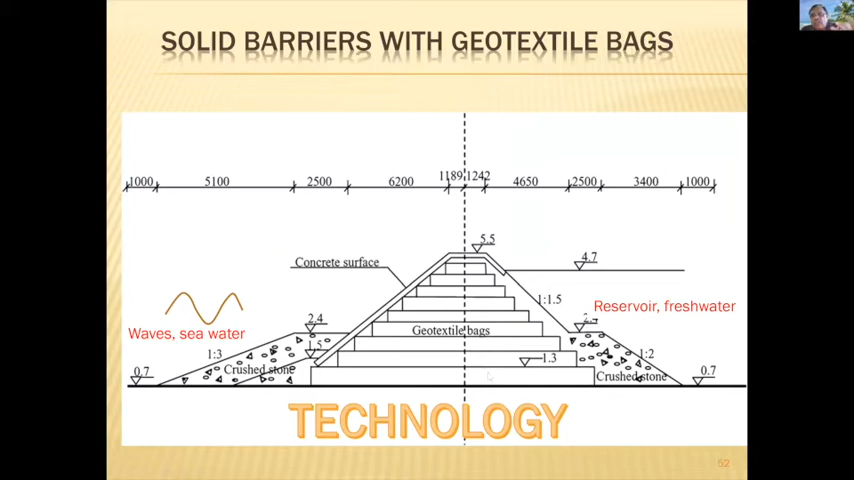 SOLID BARRIERS WITH GEOTEXTILE BAGS
1000 5100 2500 6200 1189 1242 4650 2500 3400 1000
5.5
4.7
Concrete surface
1:1.5
Reservoir, freshwater
2.4
Waves, sea water
Geotextile bags
1.5
1:3
1.3
1:2
Crushed stone
Crushed stone
0.7
0.7
TECHNOLOGY
52